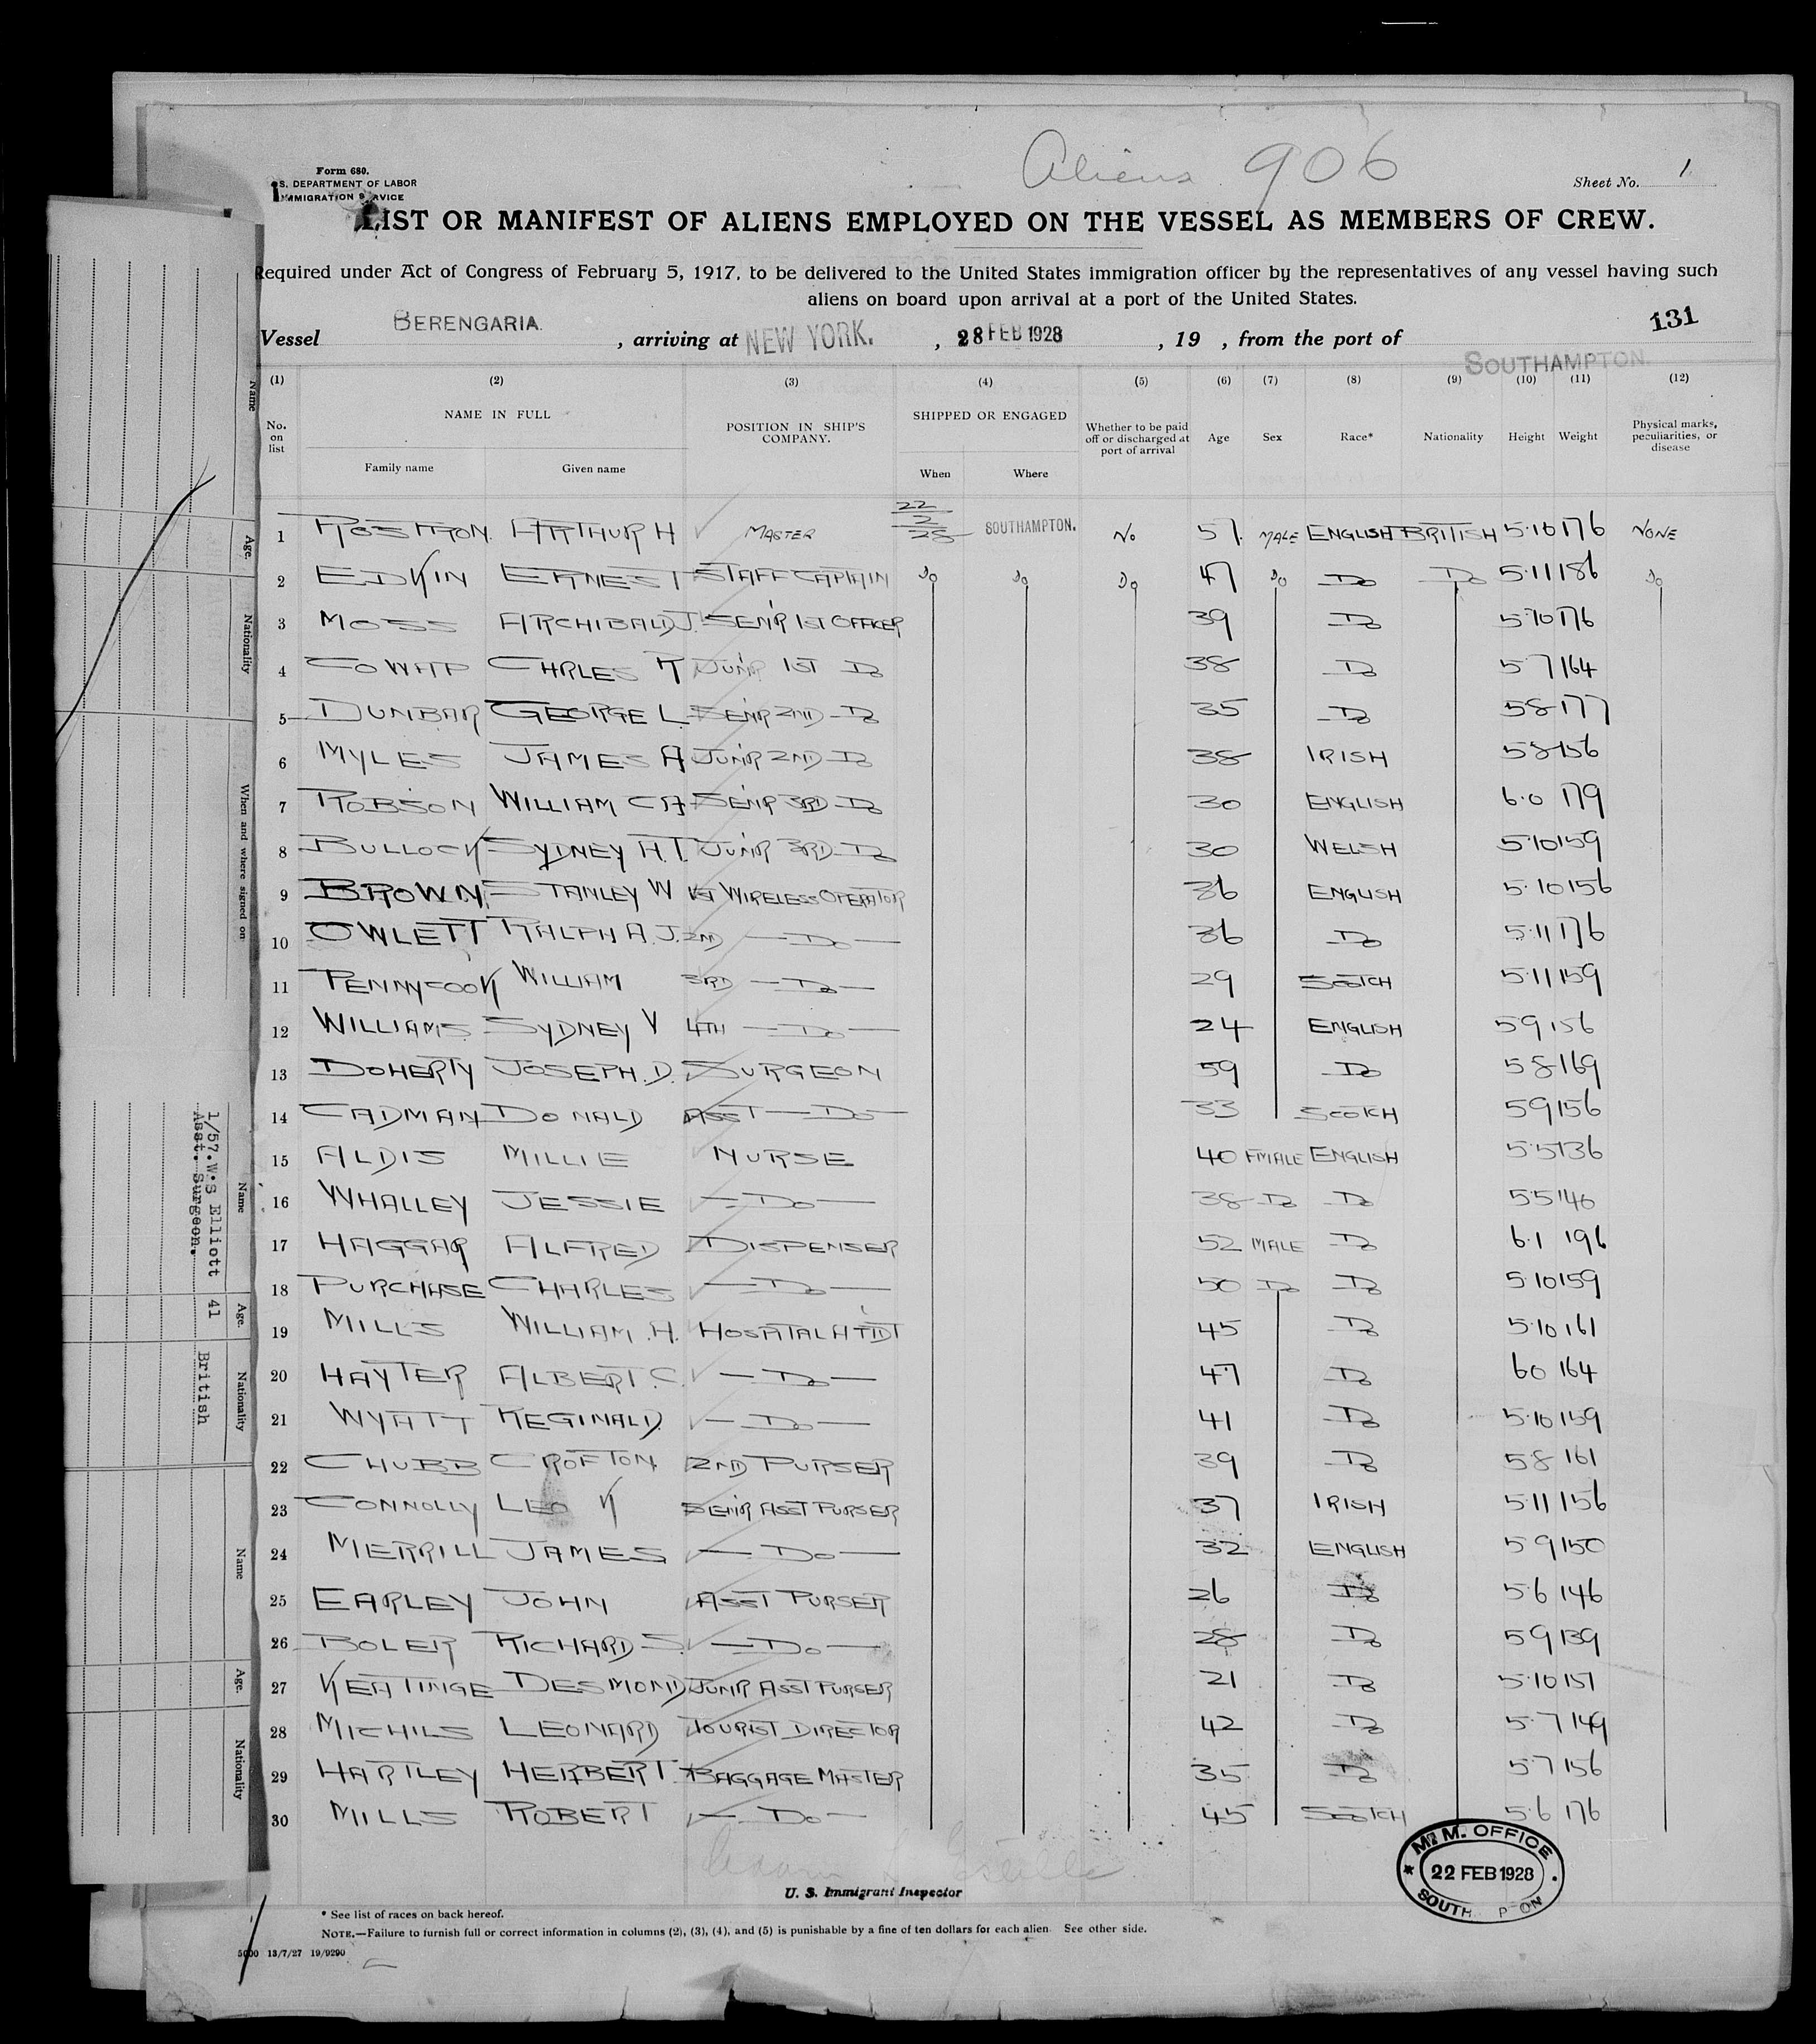 Aliens 906
Form 680.
S. DEPARTMENT OF LABOR
IMMIGRATION SERVICE
Sheet No. 1
LIST OR MANIFEST OF ALIENS EMPLOYED ON THE VESSEL AS MEMBERS OF CREW.
Required under Act of Congress of February 5, 1917, to be delivered to the United States immigration officer by the representatives of any vessel having such
aliens on board upon arrival at a port of the United States.
131
Vessel BERENGARIA. , arriving at NEW YORK. , 28 FEB 1928 , 19 , from the port of SOUTHAMPTON.
(1) (2) (3) (4) (5) (6) (7) (8) (9) (10) (11) (12)
No. on list NAME IN FULL Family name Given name POSITION IN SHIP'S COMPANY. SHIPPED OR ENGAGED When Where Whether to be paid off or discharged at port of arrival Age Sex Race* Nationality Height Weight Physical marks, peculiarities, or disease
1 ROSTRON. ARTHUR H MASTER 22 2 28 SOUTHAMPTON. No 57. MALE ENGLISH BRITISH 5.10 176 NONE
2 EDKIN ERNEST STAFF CAPTAIN Do Do Do 47 Do Do Do 5.11 186 Do
3 MOSS ARCHIBALD J. SENR 1ST OFFICER 39 Do 5.10 176
4 COWAP CHRLES R JUNR 1ST Do 38 Do 5 7 164
5 DUNBAR GEORGE L. SENR 2ND Do 35 Do 5 8 177
6 MYLES JAMES A JUNR 2ND Do 38 IRISH 5 8 156
7 ROBSON WILLIAM C A SENR 3RD Do 30 ENGLISH 6.0 179
8 BULLOCK SYDNEY H.T. JUNR 3RD Do 30 WELSH 5.10 159
9 BROWN STANLEY W 1ST WIRELESS OPERATOR 36 ENGLISH 5.10 156
10 OWLETT RALPH A.J. 2ND Do 36 Do 5.11 176
11 PENNYCOOK WILLIAM 3RD Do 29 SCOTCH 5.11 159
12 WILLIAMS SYDNEY V 4TH Do 24 ENGLISH 5 9 156
13 DOHERTY JOSEPH. D. SURGEON 59 Do 5 8 169
14 CADMAN DONALD ASST Do 33 SCOTCH 5 9 156
15 ALDIS MILLIE NURSE 40 FMALE ENGLISH 5.5 136
16 WHALLEY JESSIE Do 38 Do Do 5.5 140
17 HAGGAR ALFRED DISPENSER 52 MALE Do 6.1 196
18 PURCHASE CHARLES Do 50 Do Do 5.10 159
19 MILLS WILLIAM .H. HOSPITAL ATTDT 45 Do 5.10 161
20 HAYTER ALBERT. C. Do 47 Do 6 0 164
21 WYATT REGINALD. Do 41 Do 5.10 159
22 CHUBB CROFTON. 2ND PURSER 39 Do 5 8 161
23 CONNOLLY LEO K SENR ASST PURSER 37 IRISH 5.11 156
24 MERRILL JAMES Do 32 ENGLISH 5 9 150
25 EARLEY JOHN ASST PURSER 26 Do 5.6 146
26 BOLER RICHARD S. Do 28 Do 5 9 139
27 KEATINGE DESMOND JUNR ASST PURSER 21 Do 5.10 151
28 MICHILS LEONARD TOURIST DIRECTOR 42 Do 5.7 149
29 HARTLEY HERBERT. BAGGAGE MASTER 35 Do 5.7 156
30 MILLS ROBERT Do 45 SCOTCH 5.6 176
U. S. Immigrant Inspector
M. M. OFFICE
22 FEB 1928
* See list of races on back hereof.
NOTE.—Failure to furnish full or correct information in columns (2), (3), (4), and (5) is punishable by a fine of ten dollars for each alien. See other side.
5000 13/7/27 19/9290
Name
Age.
Nationality
When and where signed on
Name
Age.
Nationality
Name
Age.
Nationality
1/57.W.S Elliott 41 British
Asst. Surgeon.